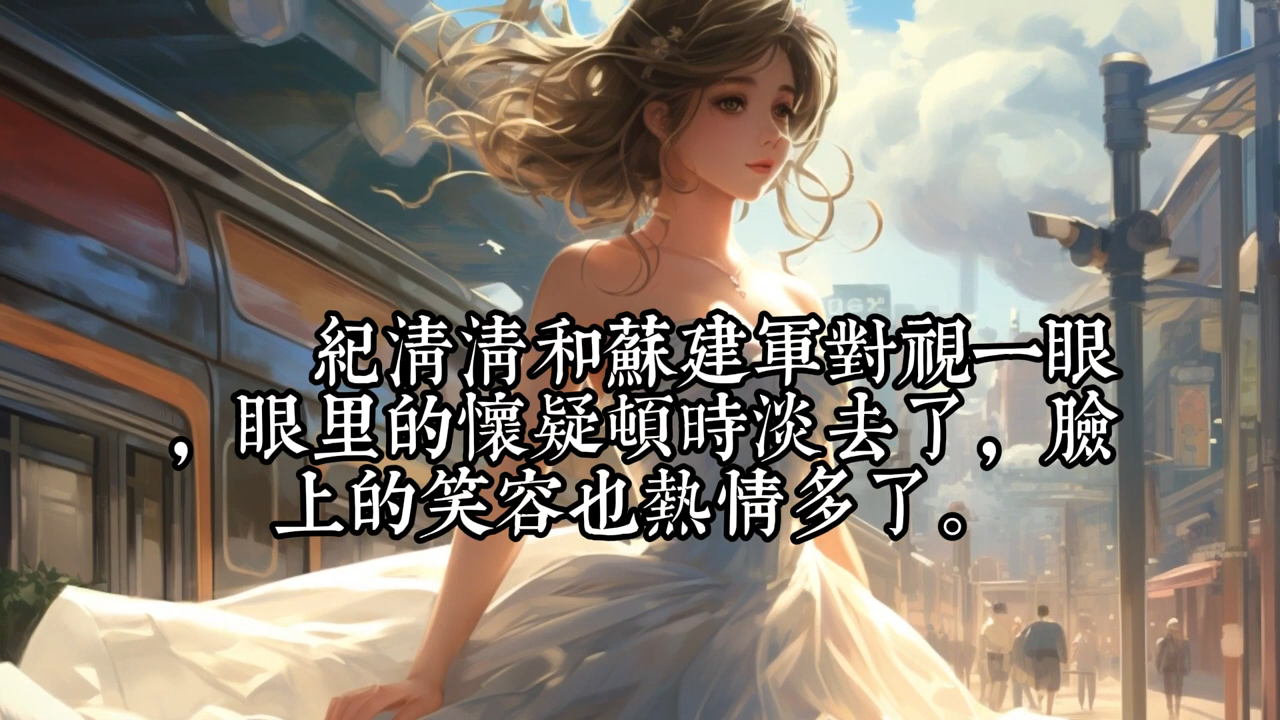 紀清清和蘇建軍對視一眼
，眼里的懷疑頓時淡去了，臉
上的笑容也熱情多了。